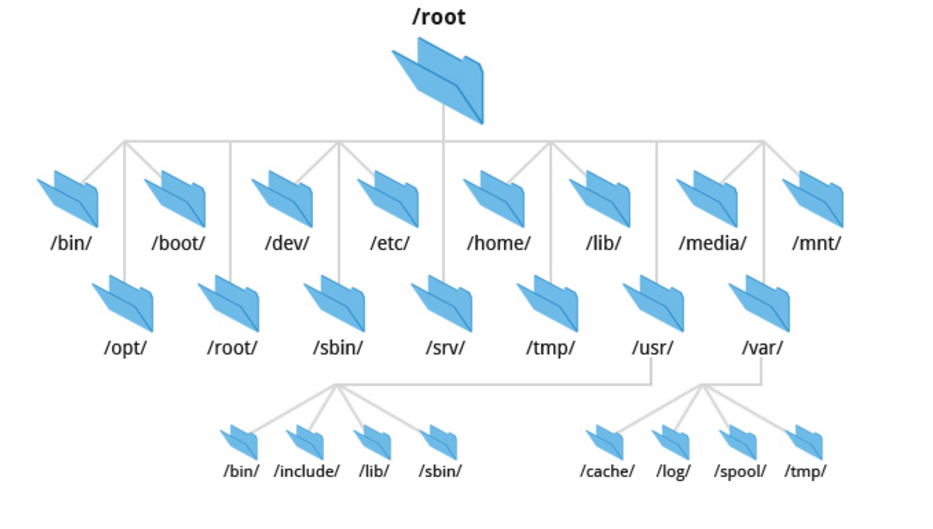 /root
/bin/ /boot/ /dev/ /etc/ /home/ /lib/ /media/ /mnt/
/opt/ /root/ /sbin/ /srv/ /tmp/ /usr/ /var/
/bin/ /include/ /lib/ /sbin/ /cache/ /log/ /spool/ /tmp/